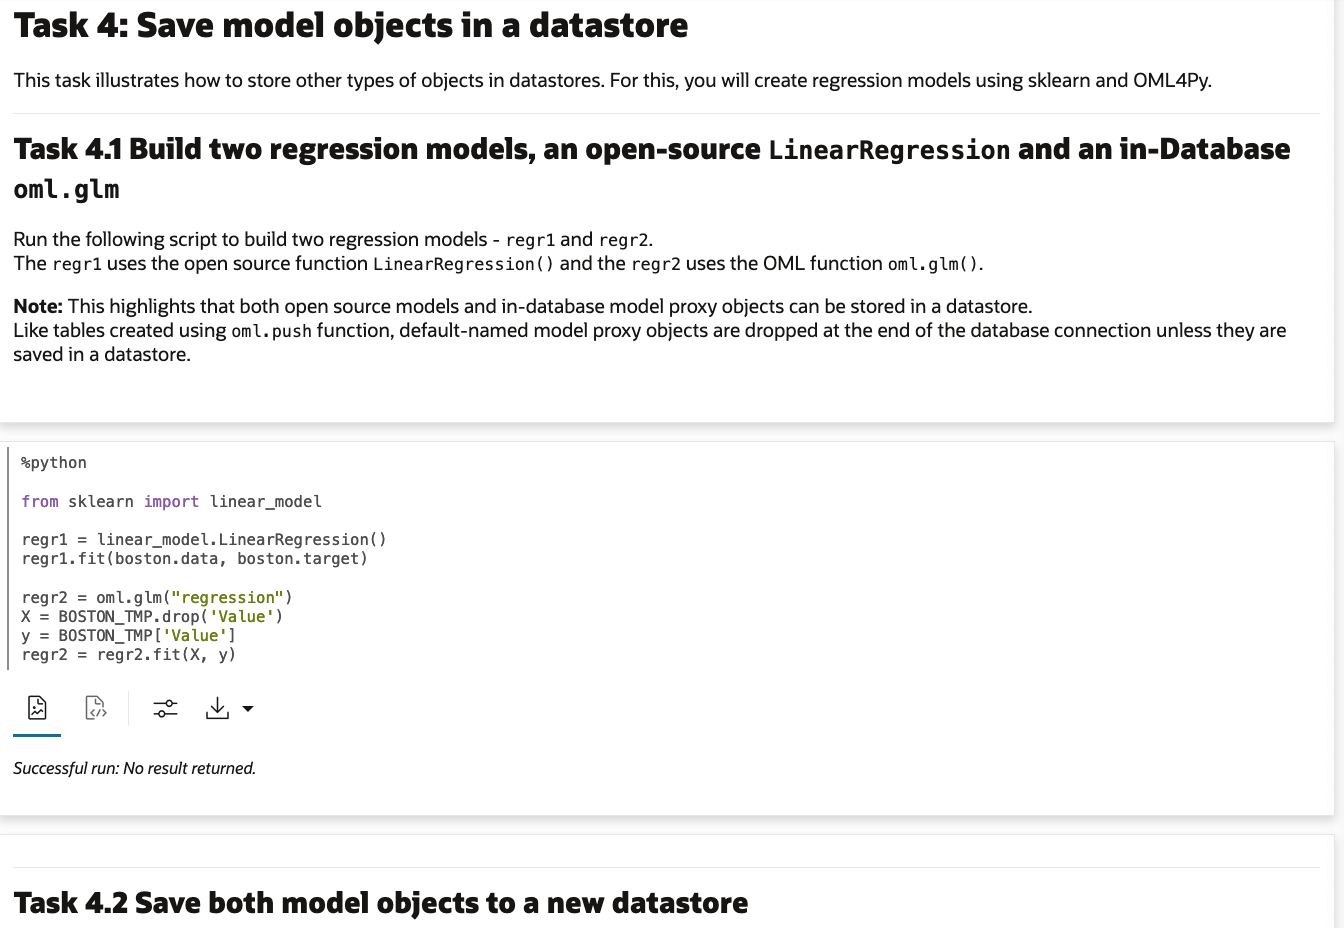 Task 4: Save model objects in a datastore
This task illustrates how to store other types of objects in datastores. For this, you will create regression models using sklearn and OML4Py.
Task 4.1 Build two regression models, an open-source LinearRegression and an in-Database
oml.glm
Run the following script to build two regression models - regr1 and regr2.
The regr1 uses the open source function LinearRegression() and the regr2 uses the OML function oml.glm().
Note: This highlights that both open source models and in-database model proxy objects can be stored in a datastore.
Like tables created using oml.push function, default-named model proxy objects are dropped at the end of the database connection unless they are
saved in a datastore.
%python
from sklearn import linear_model
regr1 = linear_model.LinearRegression()
regr1.fit(boston.data, boston.target)
regr2 = oml.glm("regression")
X = BOSTON_TMP.drop('Value')
y = BOSTON_TMP['Value']
regr2 = regr2.fit(X, y)
Successful run: No result returned.
Task 4.2 Save both model objects to a new datastore